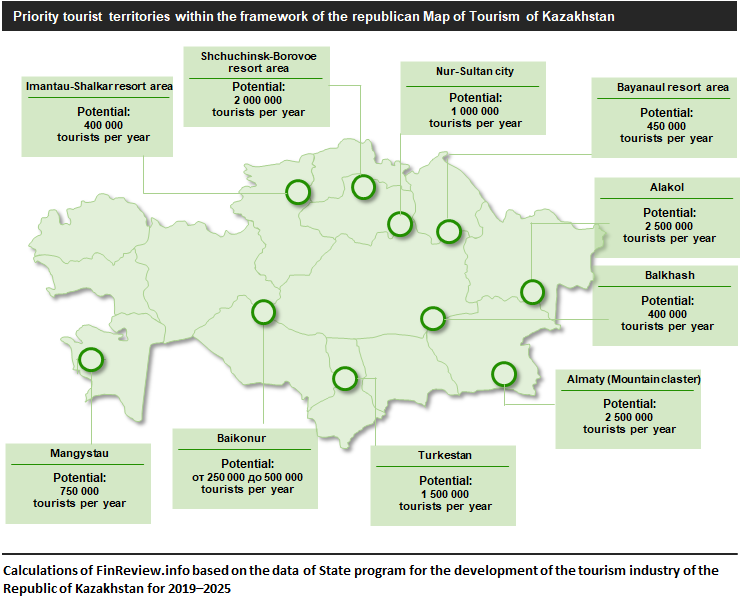 Priority tourist territories within the framework of the republican Map of Tourism of Kazakhstan
Shchuchinsk-Borovoe
resort area
Potential:
2 000 000
tourists per year
Imantau-Shalkar resort area
Potential:
400 000
tourists per year
Nur-Sultan city
Potential:
1 000 000
tourists per year
Bayanaul resort area
Potential:
450 000
tourists per year
Alakol
Potential:
2 500 000
tourists per year
Balkhash
Potential:
400 000
tourists per year
Almaty (Mountain claster)
Potential:
2 500 000
tourists per year
Mangystau
Potential:
750 000
tourists per year
Baikonur
Potential:
от 250 000 до 500 000
tourists per year
Turkestan
Potential:
1 500 000
tourists per year
Calculations of FinReview.info based on the data of State program for the development of the tourism industry of the
Republic of Kazakhstan for 2019–2025